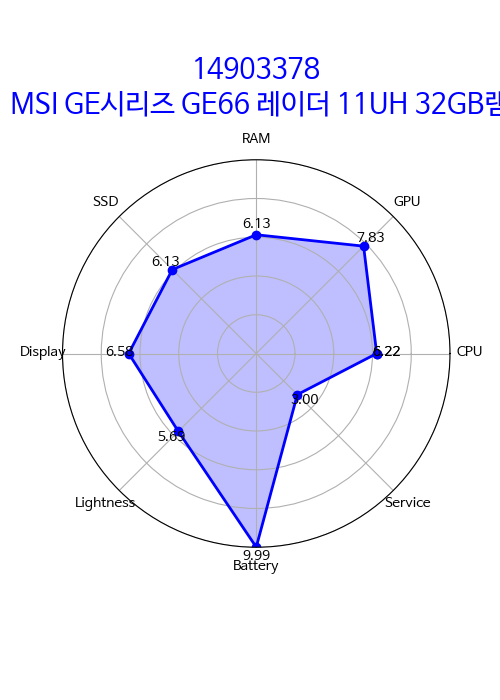 14903378
MSI GE시리즈 GE66 레이더 11UH 32GB램
RAM
6.13
SSD
GPU
6.13
7.83
Display
6.58
6.22
CPU
5.69
3.00
Lightness
Service
9.99
Battery